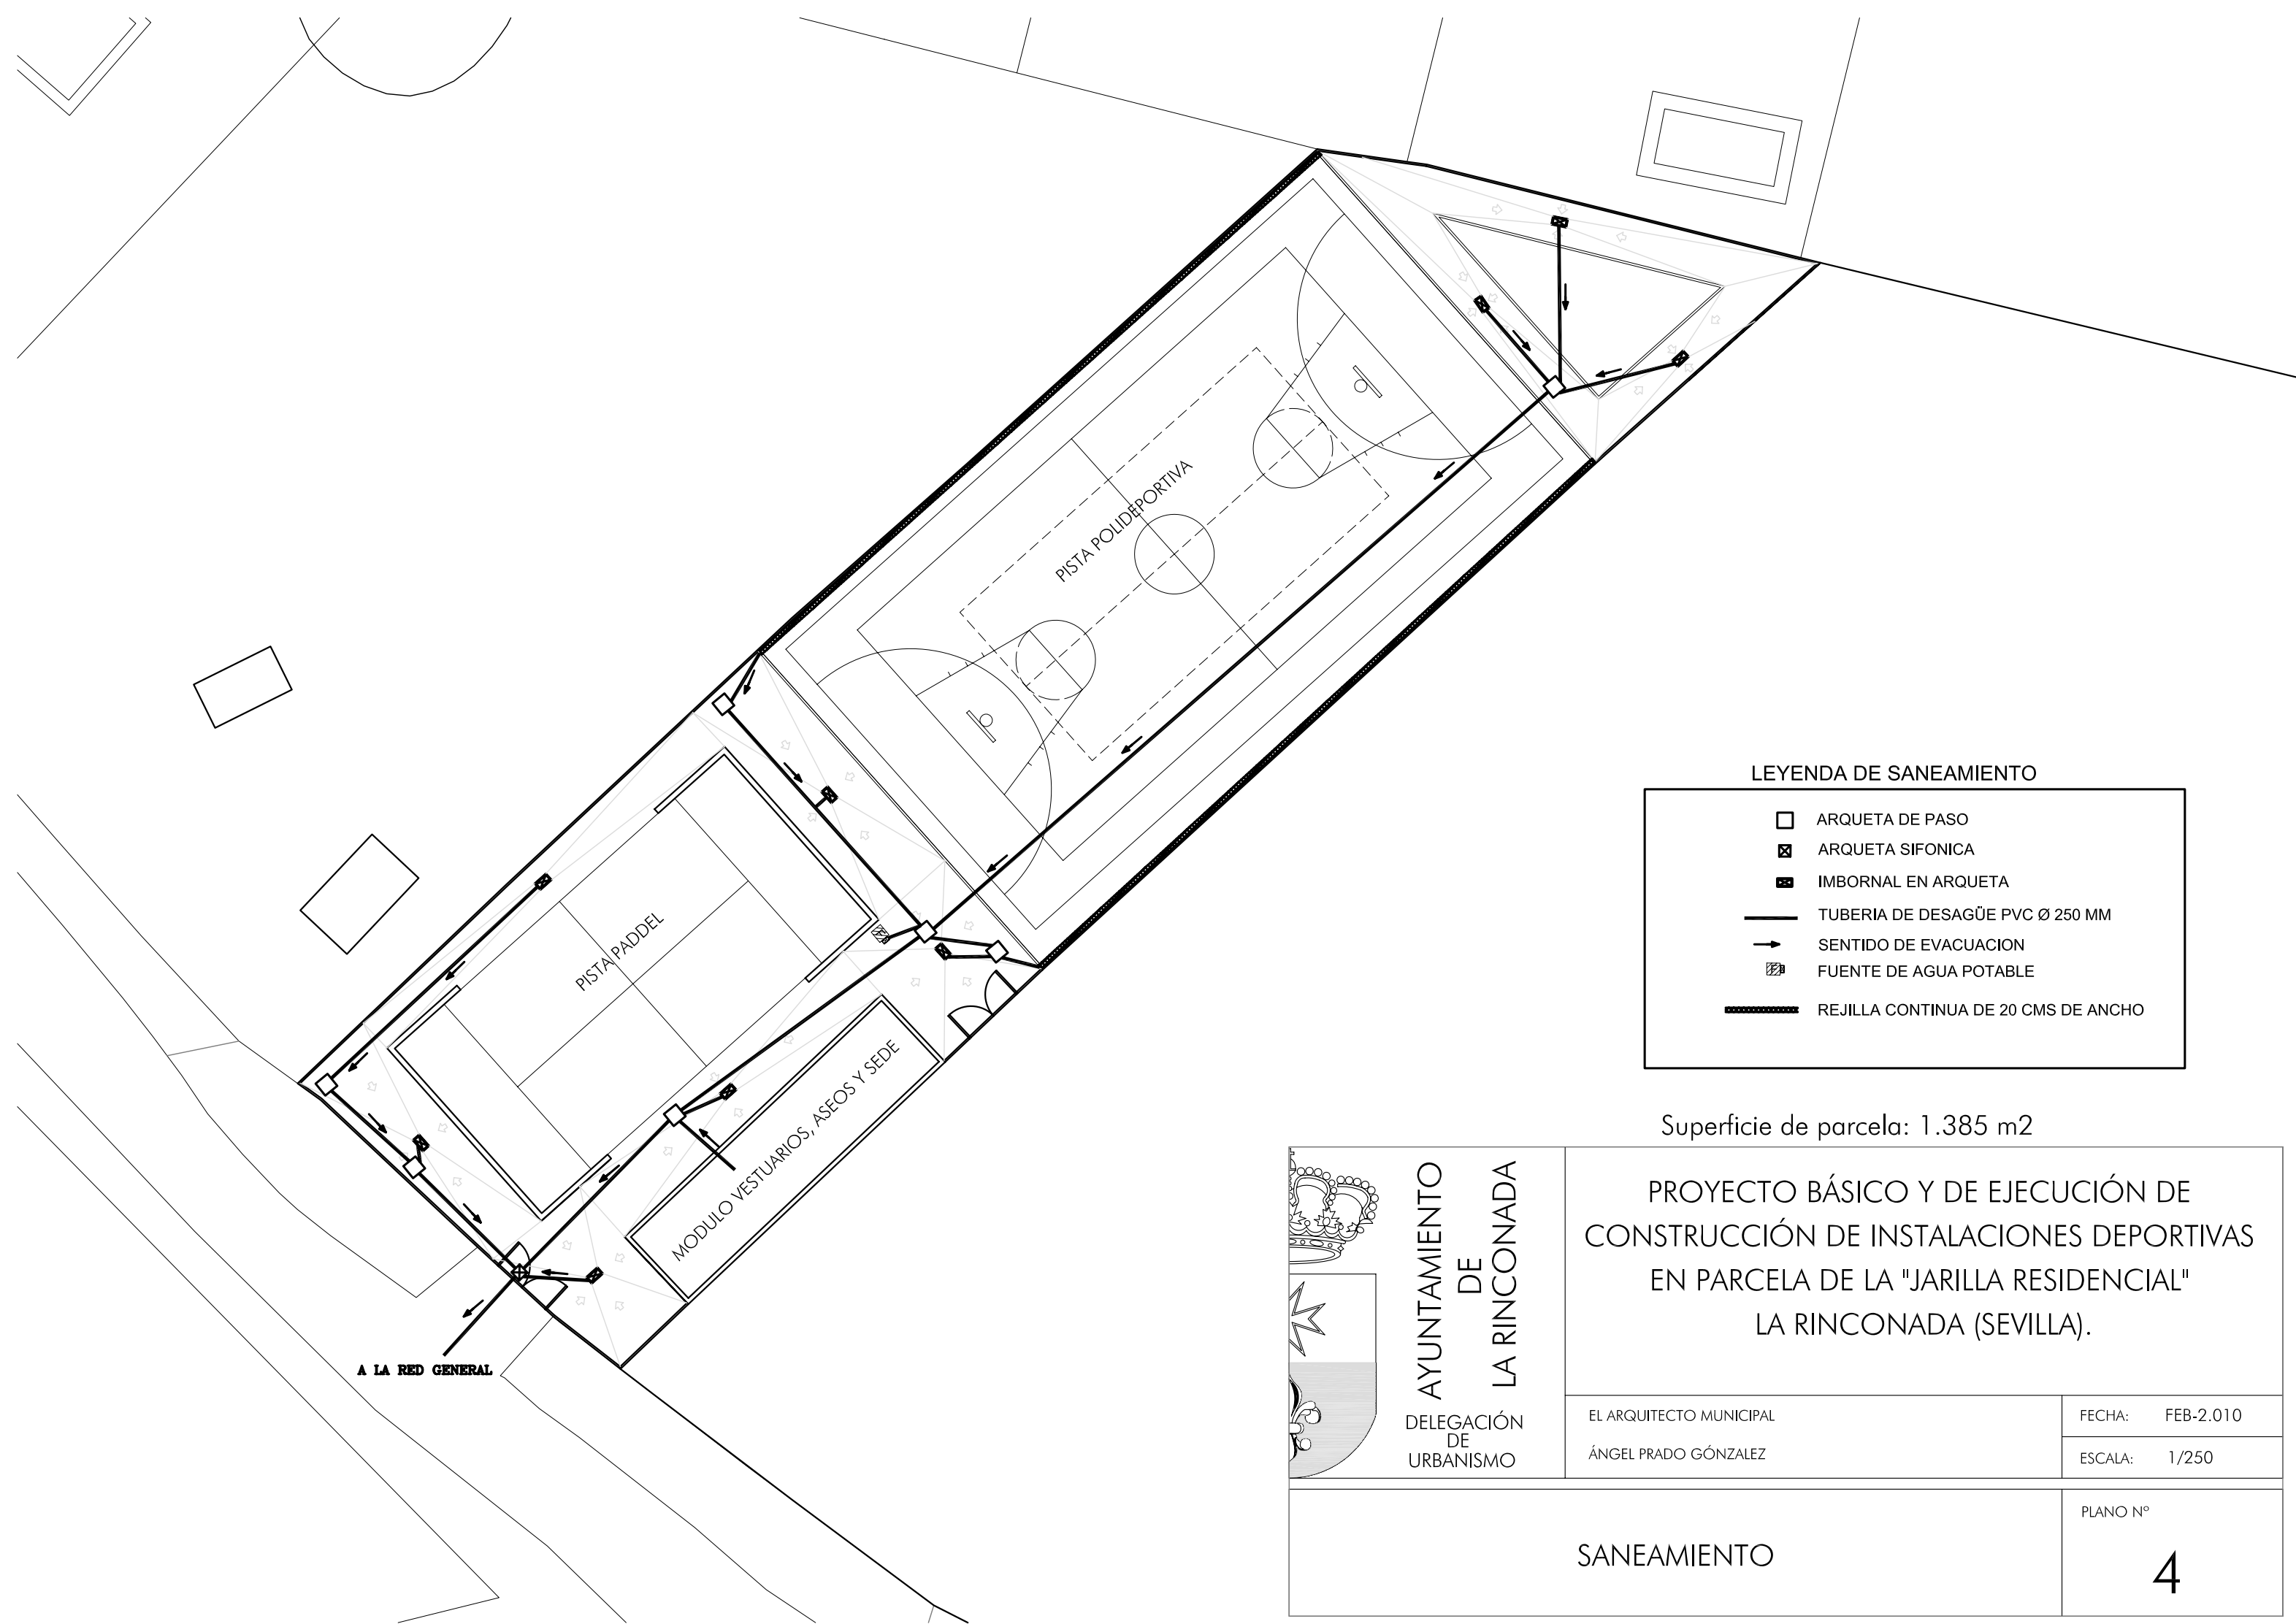 PISTA POLIDEPORTIVA
PISTA PADDEL
MODULO VESTUARIOS, ASEOS Y SEDE
A LA RED GENERAL
LEYENDA DE SANEAMIENTO
ARQUETA DE PASO
ARQUETA SIFONICA
IMBORNAL EN ARQUETA
TUBERIA DE DESAGÜE PVC Ø 250 MM
SENTIDO DE EVACUACION
FUENTE DE AGUA POTABLE
REJILLA CONTINUA DE 20 CMS DE ANCHO
Superficie de parcela: 1.385 m2
AYUNTAMIENTO
DE
LA RINCONADA
DELEGACIÓN
DE
URBANISMO
PROYECTO BÁSICO Y DE EJECUCIÓN DE
CONSTRUCCIÓN DE INSTALACIONES DEPORTIVAS
EN PARCELA DE LA "JARILLA RESIDENCIAL"
LA RINCONADA (SEVILLA).
EL ARQUITECTO MUNICIPAL
ÁNGEL PRADO GÓNZALEZ
FECHA: FEB-2.010
ESCALA: 1/250
SANEAMIENTO
PLANO Nº
4